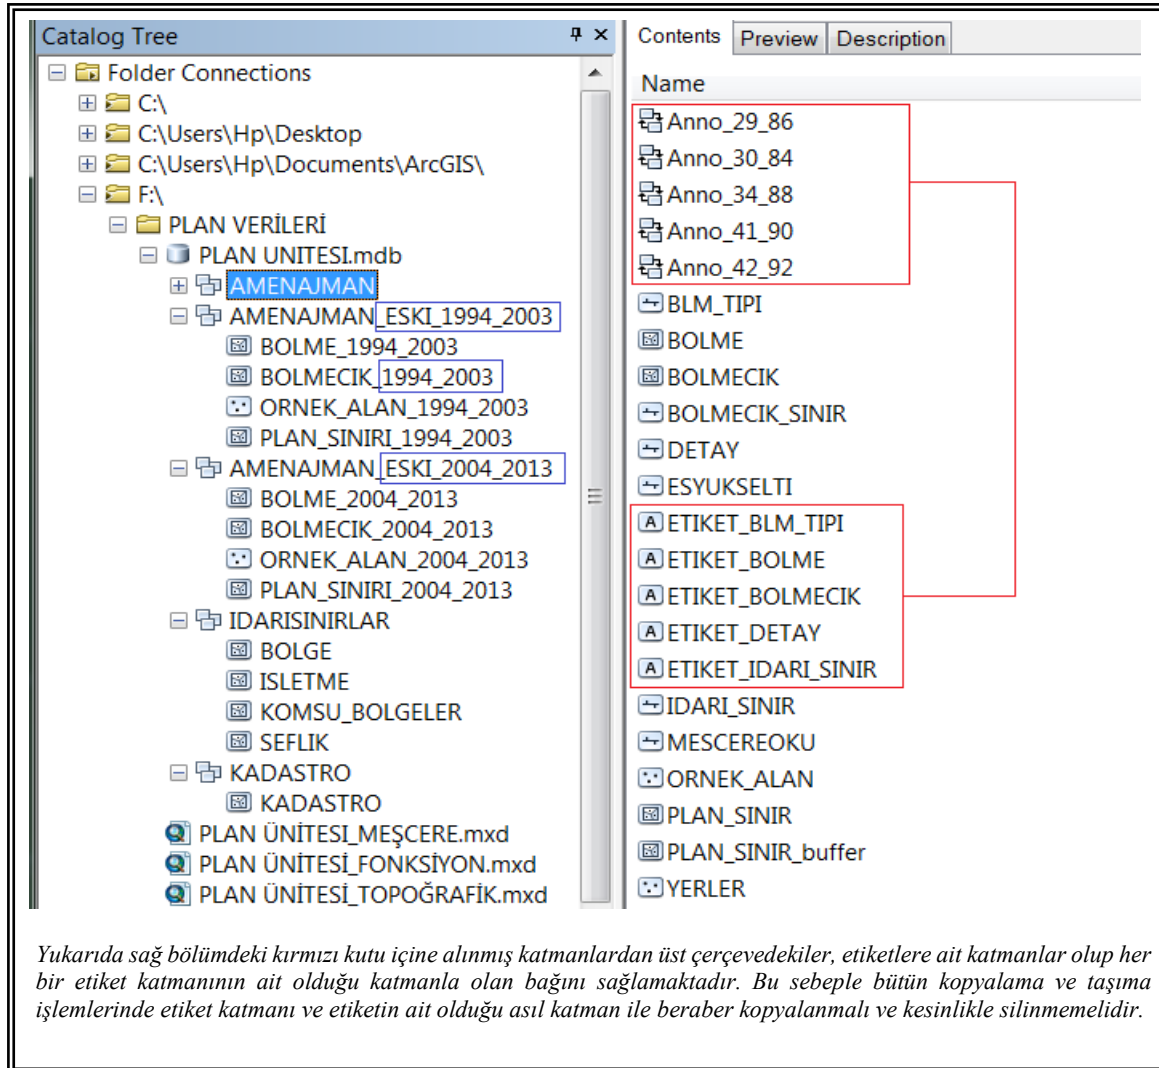 Catalog Tree
Folder Connections
C:\
C:\Users\Hp\Desktop
C:\Users\Hp\Documents\ArcGIS\
F:\
PLAN VERİLERİ
PLAN UNITESI.mdb
AMENAJMAN
AMENAJMAN_ESKI_1994_2003
BOLME_1994_2003
BOLMECIK_1994_2003
ORNEK_ALAN_1994_2003
PLAN_SINIRI_1994_2003
AMENAJMAN_ESKI_2004_2013
BOLME_2004_2013
BOLMECIK_2004_2013
ORNEK_ALAN_2004_2013
PLAN_SINIRI_2004_2013
IDARISINIRLAR
BOLGE
ISLETME
KOMSU_BOLGELER
SEFLIK
KADASTRO
KADASTRO
PLAN ÜNİTESI_MEŞCERE.mxd
PLAN ÜNİTESİ_FONKSİYON.mxd
PLAN ÜNİTESİ_TOPOĞRAFİK.mxd
Contents Preview Description
Name
Anno_29_86
Anno_30_84
Anno_34_88
Anno_41_90
Anno_42_92
BLM_TIPI
BOLME
BOLMECIK
BOLMECIK_SINIR
DETAY
ESYUKSELTI
ETIKET_BLM_TIPI
ETIKET_BOLME
ETIKET_BOLMECIK
ETIKET_DETAY
ETIKET_IDARI_SINIR
IDARI_SINIR
MESCEREOKU
ORNEK_ALAN
PLAN_SINIR
PLAN_SINIR_buffer
YERLER
Yukarıda sağ bölümdeki kırmızı kutu içine alınmış katmanlardan üst çerçevedekiler, etiketlere ait katmanlar olup her
bir etiket katmanının ait olduğu katmanla olan bağını sağlamaktadır. Bu sebeple bütün kopyalama ve taşıma
işlemlerinde etiket katmanı ve etiketin ait olduğu asıl katman ile beraber kopyalanmalı ve kesinlikle silinmemelidir.